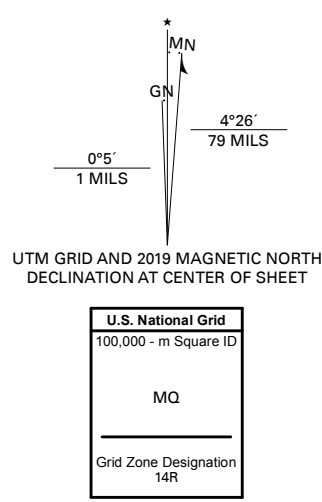 ★
MN
GN
4°26´
79 MILS
0°5´
1 MILS
UTM GRID AND 2019 MAGNETIC NORTH
DECLINATION AT CENTER OF SHEET
U.S. National Grid
100,000 - m Square ID
MQ
Grid Zone Designation
14R